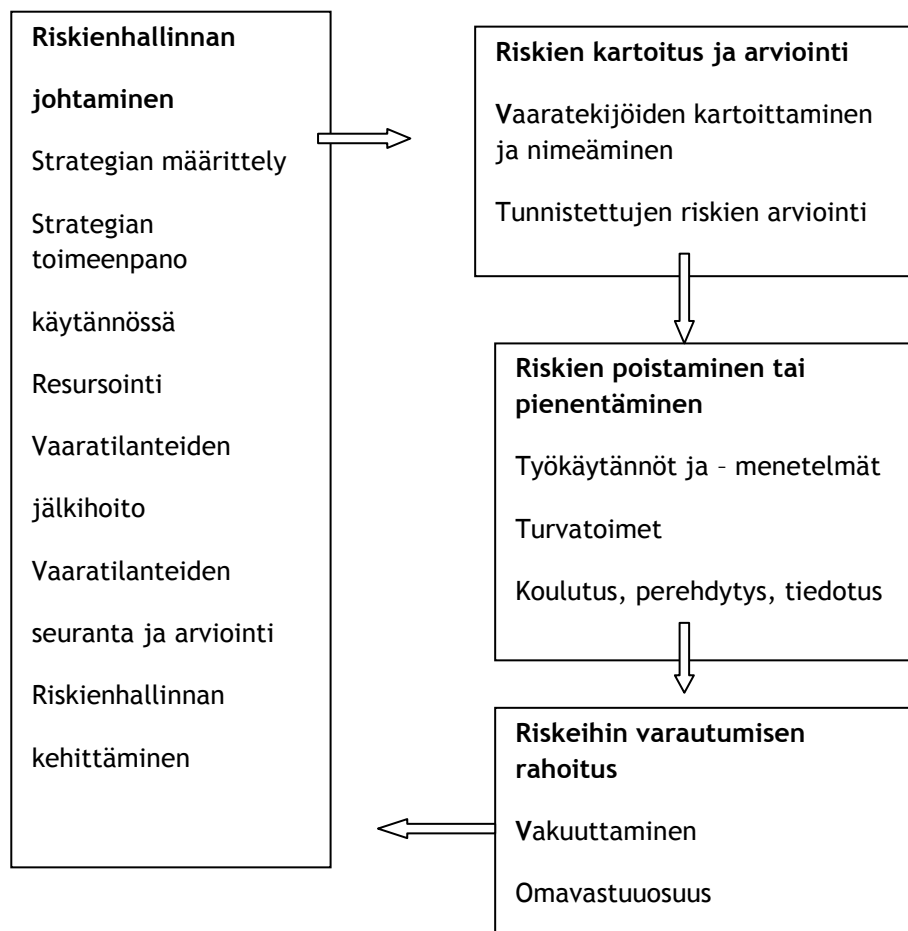 Riskienhallinnan
johtaminen
Strategian määrittely
Strategian
toimeenpano
käytännössä
Resursointi
Vaaratilanteiden
jälkihoito
Vaaratilanteiden
seuranta ja arviointi
Riskienhallinnan
kehittäminen
Riskien kartoitus ja arviointi
Vaaratekijöiden kartoittaminen
ja nimeäminen
Tunnistettujen riskien arviointi
Riskien poistaminen tai
pienentäminen
Työkäytännöt ja – menetelmät
Turvatoimet
Koulutus, perehdytys, tiedotus
Riskeihin varautumisen
rahoitus
Vakuuttaminen
Omavastuuosuus